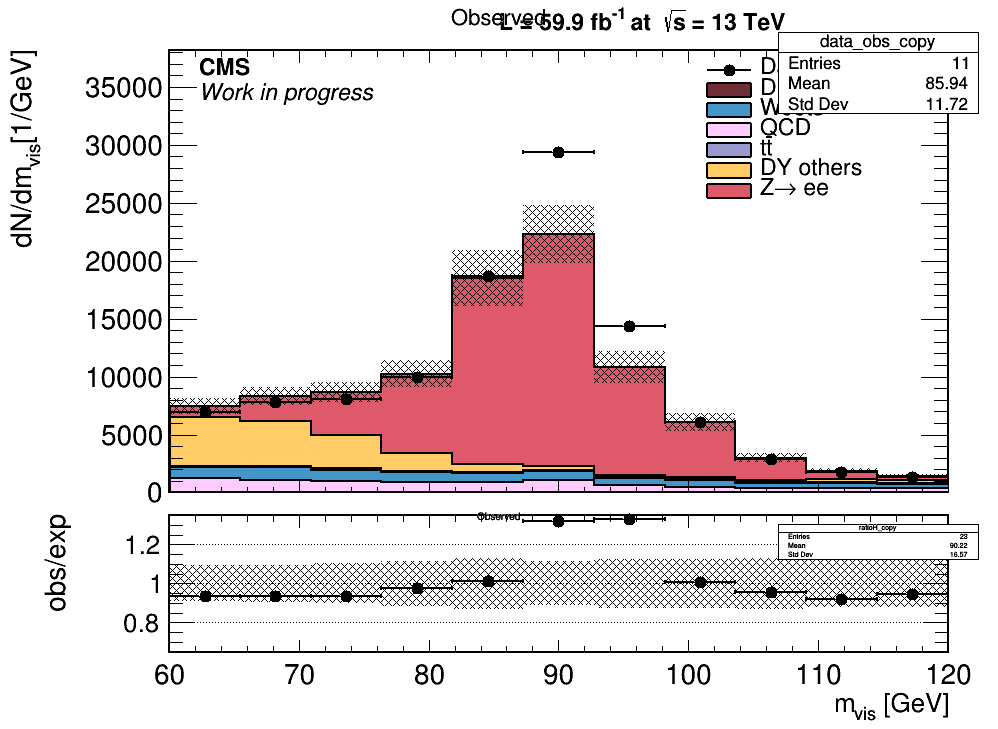 Observed
L = 59.9 fb⁻¹ at √s = 13 TeV
CMS
Work in progress
data_obs_copy
Entries 11
Mean 85.94
Std Dev 11.72
QCD
tt̄
DY others
Z→ ee
dN/dm_vis[1/GeV]
35000
30000
25000
20000
15000
10000
5000
0
Observed
ratioH_copy
Entries 23
Mean 90.22
Std Dev 16.57
obs/exp
1.2
1
0.8
60 70 80 90 100 110 120
m_vis [GeV]